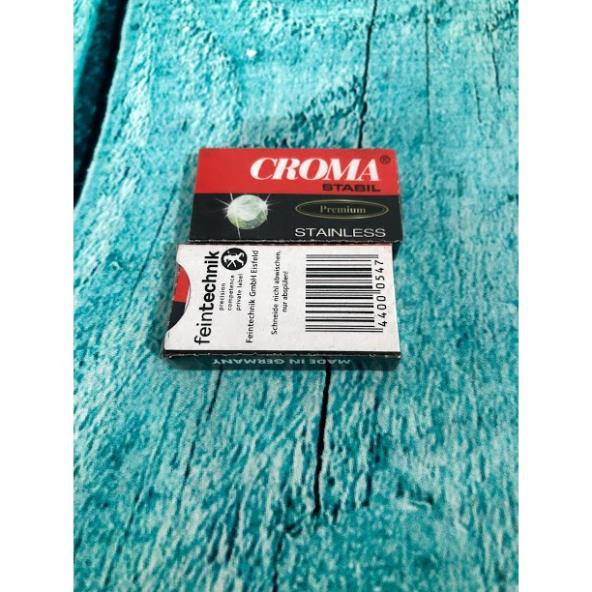 CROMA®
STABIL
Premium
STAINLESS
feintechnik
precision
competence
private label
Feintechnik GmbH Eisfeld
Schneide nicht abwischen,
nur abspülen!
4400 0547
MADE IN GERMANY